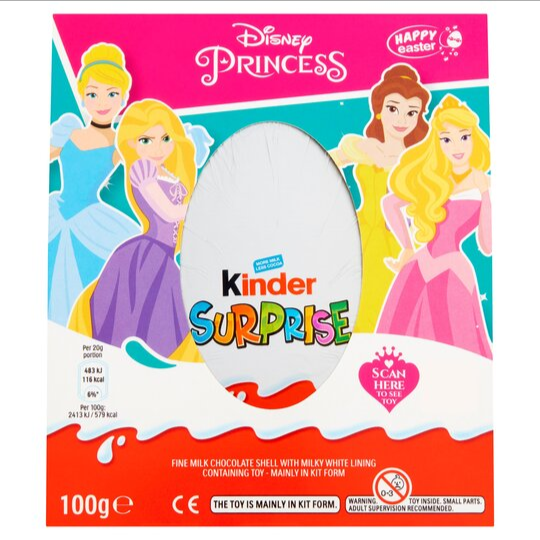 Disney
PRINCESS
HAPPY
easter
MORE MILK
LESS COCOA
Kinder
SURPRISE
Per 20g
portion
483 kJ
116 kcal
6%*
Per 100g:
2413 kJ / 579 kcal
SCAN
HERE
TO SEE
TOY
FINE MILK CHOCOLATE SHELL WITH MILKY WHITE LINING
CONTAINING TOY - MAINLY IN KIT FORM
100g ℮
CE
THE TOY IS MAINLY IN KIT FORM.
WARNING. 0-3 TOY INSIDE. SMALL PARTS.
ADULT SUPERVISION RECOMMENDED.